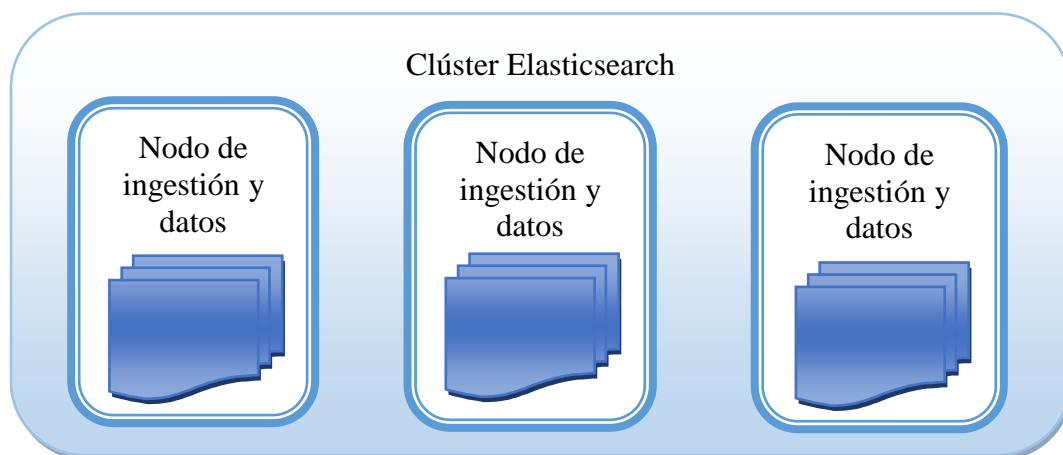 Clúster Elasticsearch
Nodo de
ingestión y
datos
Nodo de
ingestión y
datos
Nodo de
ingestión y
datos